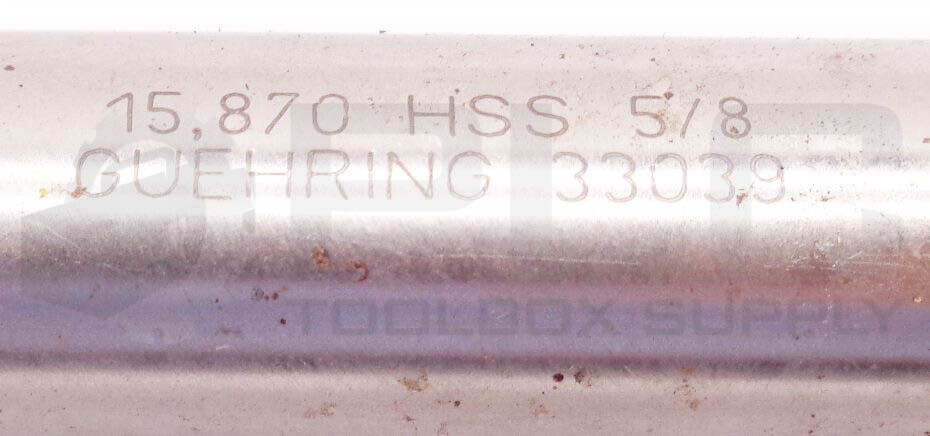 15,870 HSS 5/8
GUEHRING 33039
TOOLBOX SUPPLY